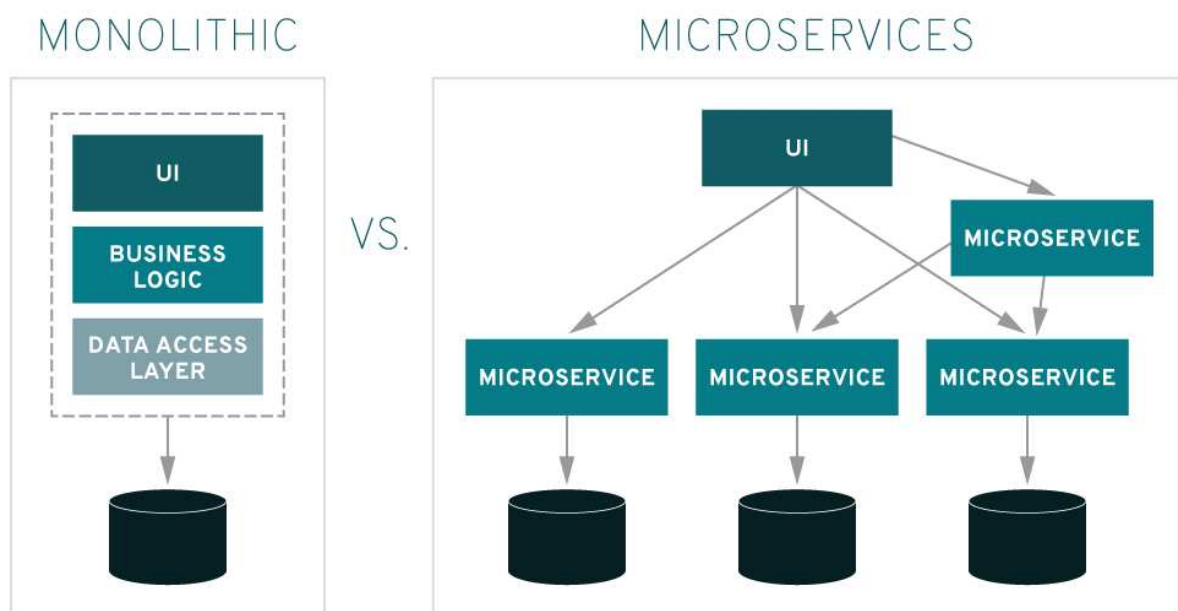 MONOLITHIC
MICROSERVICES
UI
BUSINESS
LOGIC
DATA ACCESS
LAYER
VS.
UI
MICROSERVICE
MICROSERVICE
MICROSERVICE
MICROSERVICE